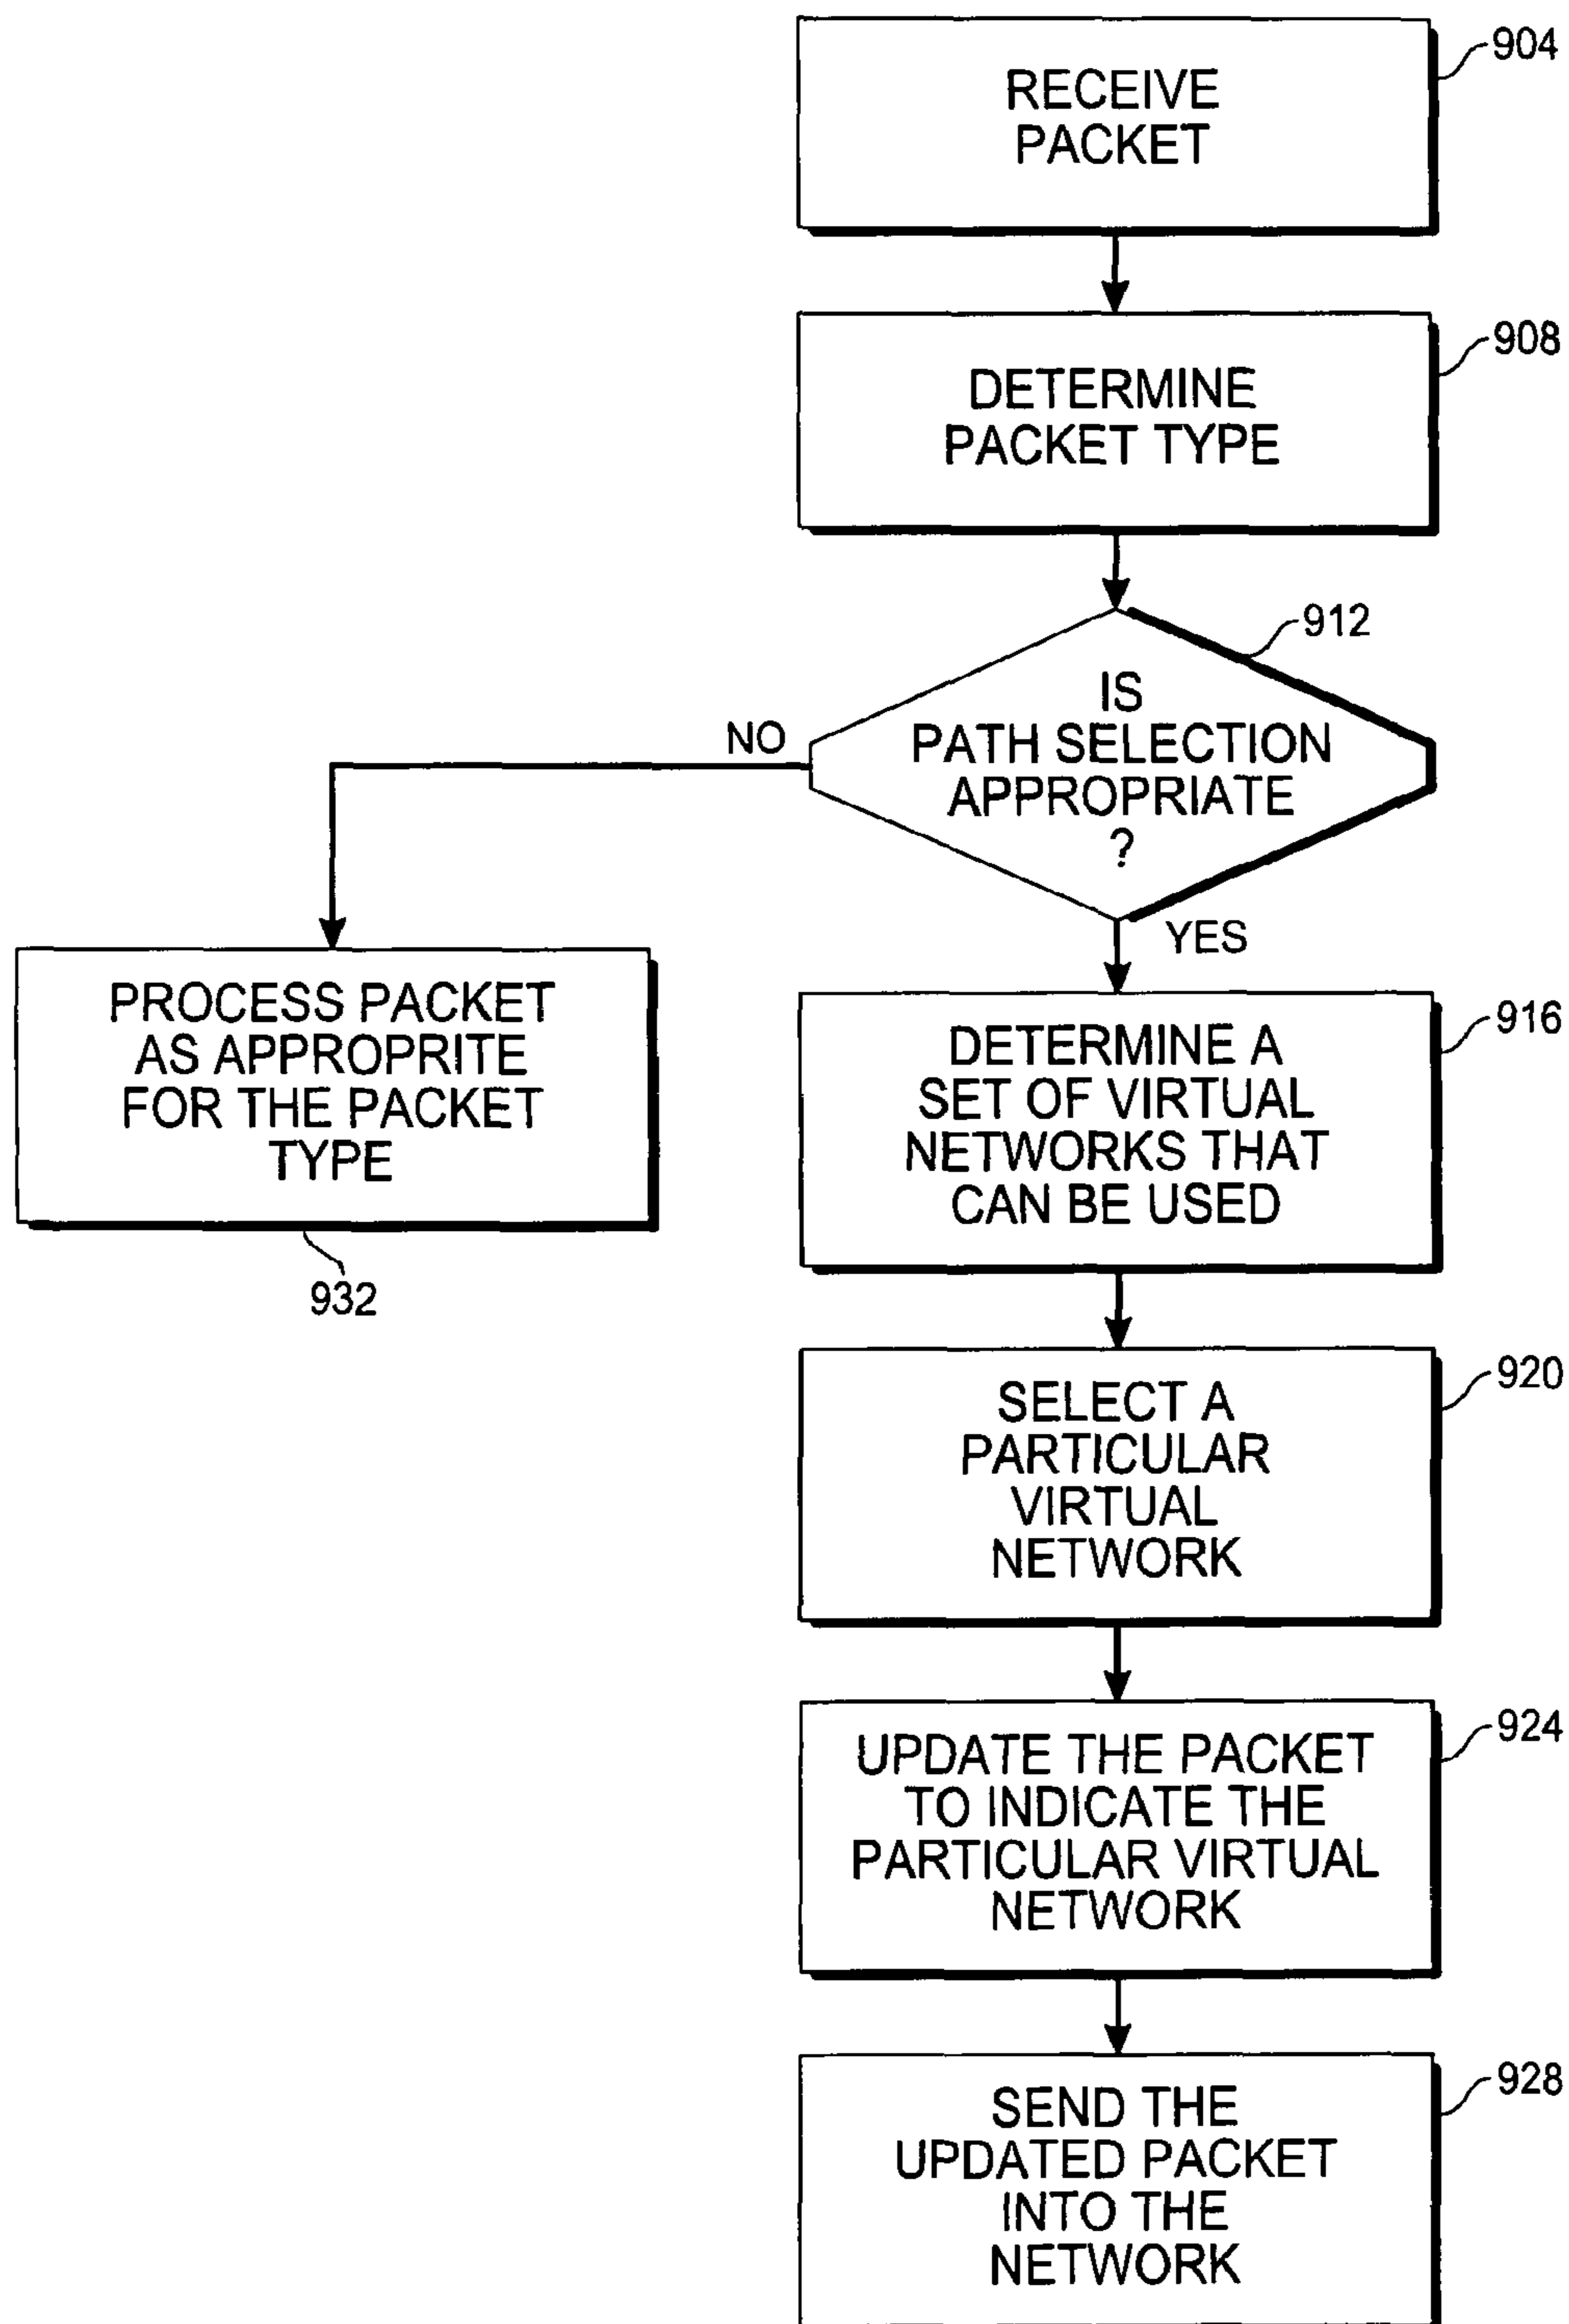 RECEIVE
PACKET
904
DETERMINE
PACKET TYPE
908
912
IS
PATH SELECTION
APPROPRIATE
?
NO
YES
PROCESS PACKET
AS APPROPRITE
FOR THE PACKET
TYPE
932
DETERMINE A
SET OF VIRTUAL
NETWORKS THAT
CAN BE USED
916
SELECT A
PARTICULAR
VIRTUAL
NETWORK
920
UPDATE THE PACKET
TO INDICATE THE
PARTICULAR VIRTUAL
NETWORK
924
SEND THE
UPDATED PACKET
INTO THE
NETWORK
928